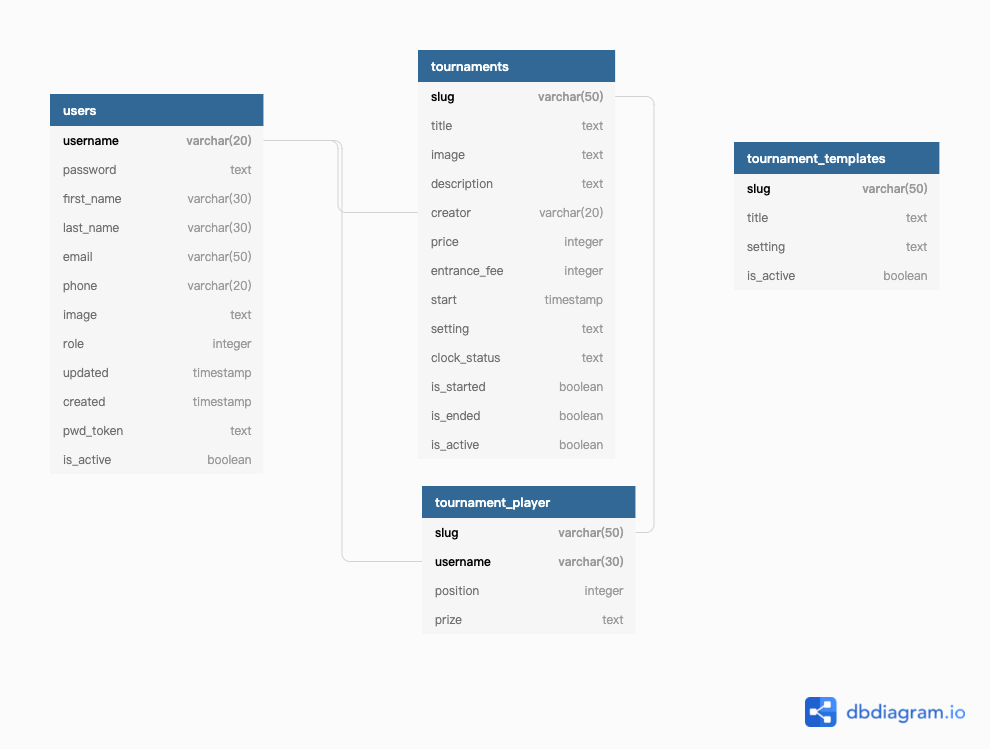 users
username varchar(20)
password text
first_name varchar(30)
last_name varchar(30)
email varchar(50)
phone varchar(20)
image text
role integer
updated timestamp
created timestamp
pwd_token text
is_active boolean
tournaments
slug varchar(50)
title text
image text
description text
creator varchar(20)
price integer
entrance_fee integer
start timestamp
setting text
clock_status text
is_started boolean
is_ended boolean
is_active boolean
tournament_player
slug varchar(50)
username varchar(30)
position integer
prize text
tournament_templates
slug varchar(50)
title text
setting text
is_active boolean
dbdiagram.io